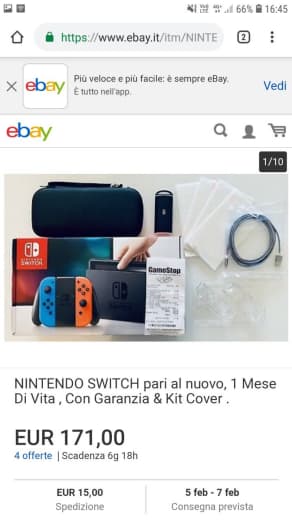 66% 16:45
https://www.ebay.it/itm/NINTE
2
ebay
Più veloce e più facile: è sempre eBay.
È tutto nell'app.
Vedi
ebay
1/10
NINTENDO
SWITCH
GameStop
NINTENDO SWITCH pari al nuovo, 1 Mese
Di Vita , Con Garanzia & Kit Cover .
EUR 171,00
4 offerte | Scadenza 6g 18h
EUR 15,00
Spedizione
5 feb - 7 feb
Consegna prevista